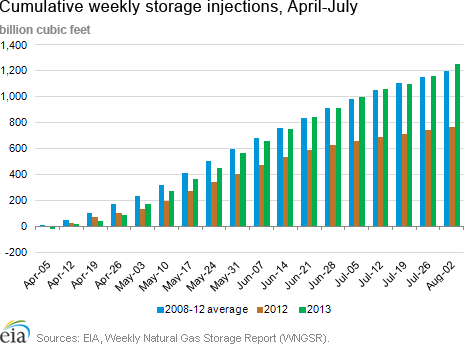 Cumulative weekly storage injections, April-July
billion cubic feet
1,400
1,200
1,000
800
600
400
200
0
-200
Apr-05
Apr-12
Apr-19
Apr-26
May-03
May-10
May-17
May-24
May-31
Jun-07
Jun-14
Jun-21
Jun-28
Jul-05
Jul-12
Jul-19
Jul-26
Aug-02
2008-12 average 2012 2013
eia Sources: EIA, Weekly Natural Gas Storage Report (WNGSR).